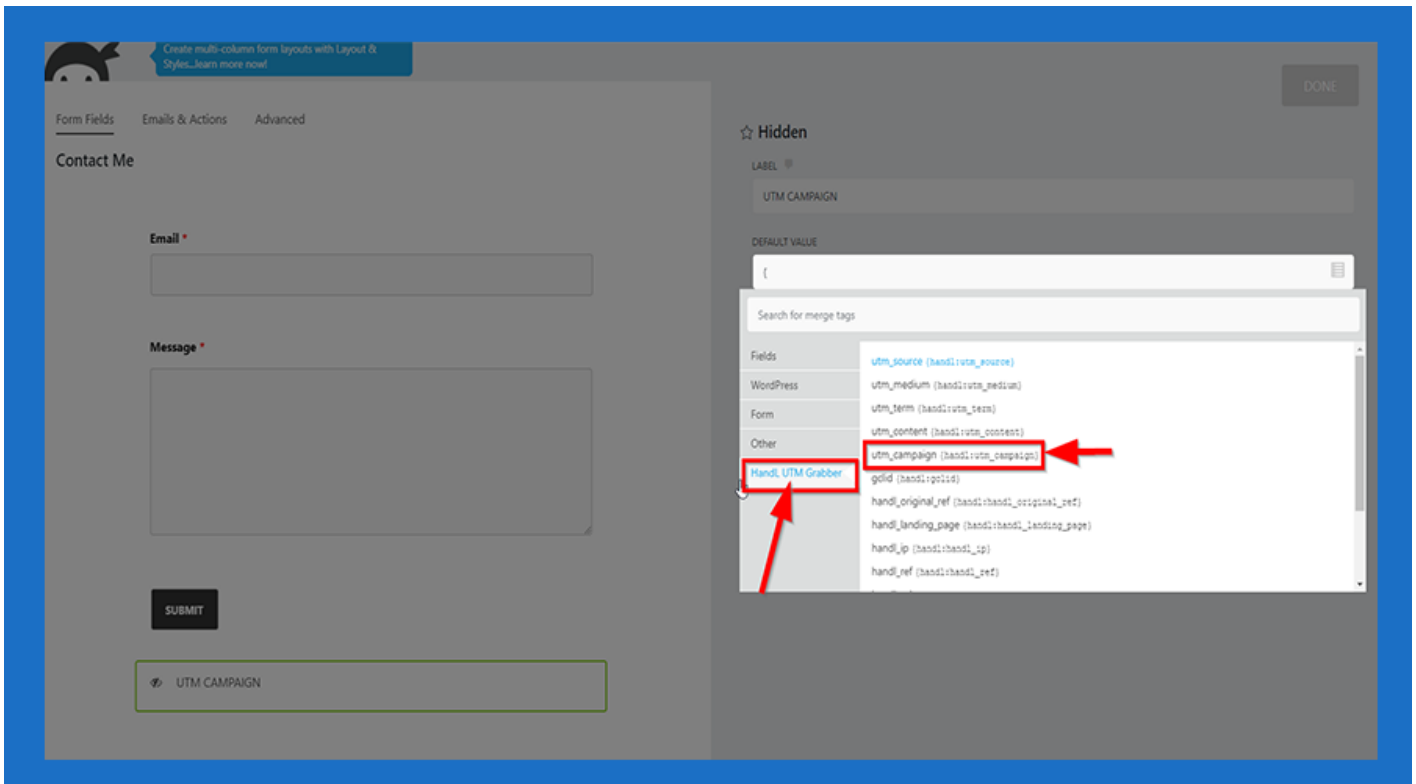 Create multi-column form layouts with Layout &
Styles...learn more now!
DONE
Form Fields
Emails & Actions
Advanced
Contact Me
Email *
Message *
SUBMIT
UTM CAMPAIGN
Hidden
LABEL
UTM CAMPAIGN
DEFAULT VALUE
{
Search for merge tags
Fields
WordPress
Form
Other
HandL UTM Grabber
utm_source {handl:utm_source}
utm_medium {handl:utm_medium}
utm_term {handl:utm_term}
utm_content {handl:utm_content}
utm_campaign {handl:utm_campaign}
gclid {handl:gclid}
handl_original_ref {handl:handl_original_ref}
handl_landing_page {handl:handl_landing_page}
handl_ip {handl:handl_ip}
handl_ref {handl:handl_ref}